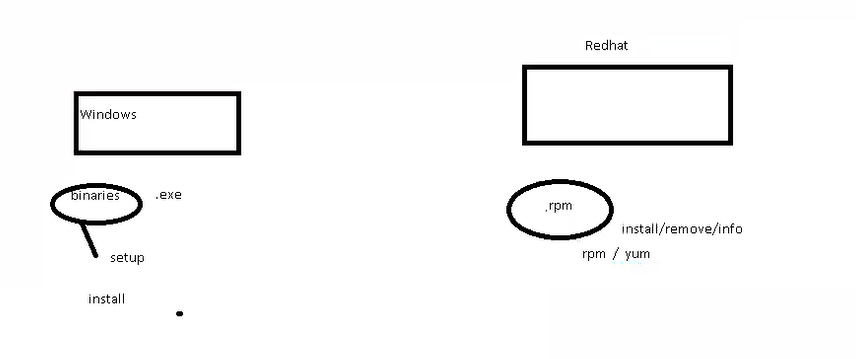 Windows
binaries .exe
setup
install
Redhat
.rpm
install/remove/info
rpm / yum